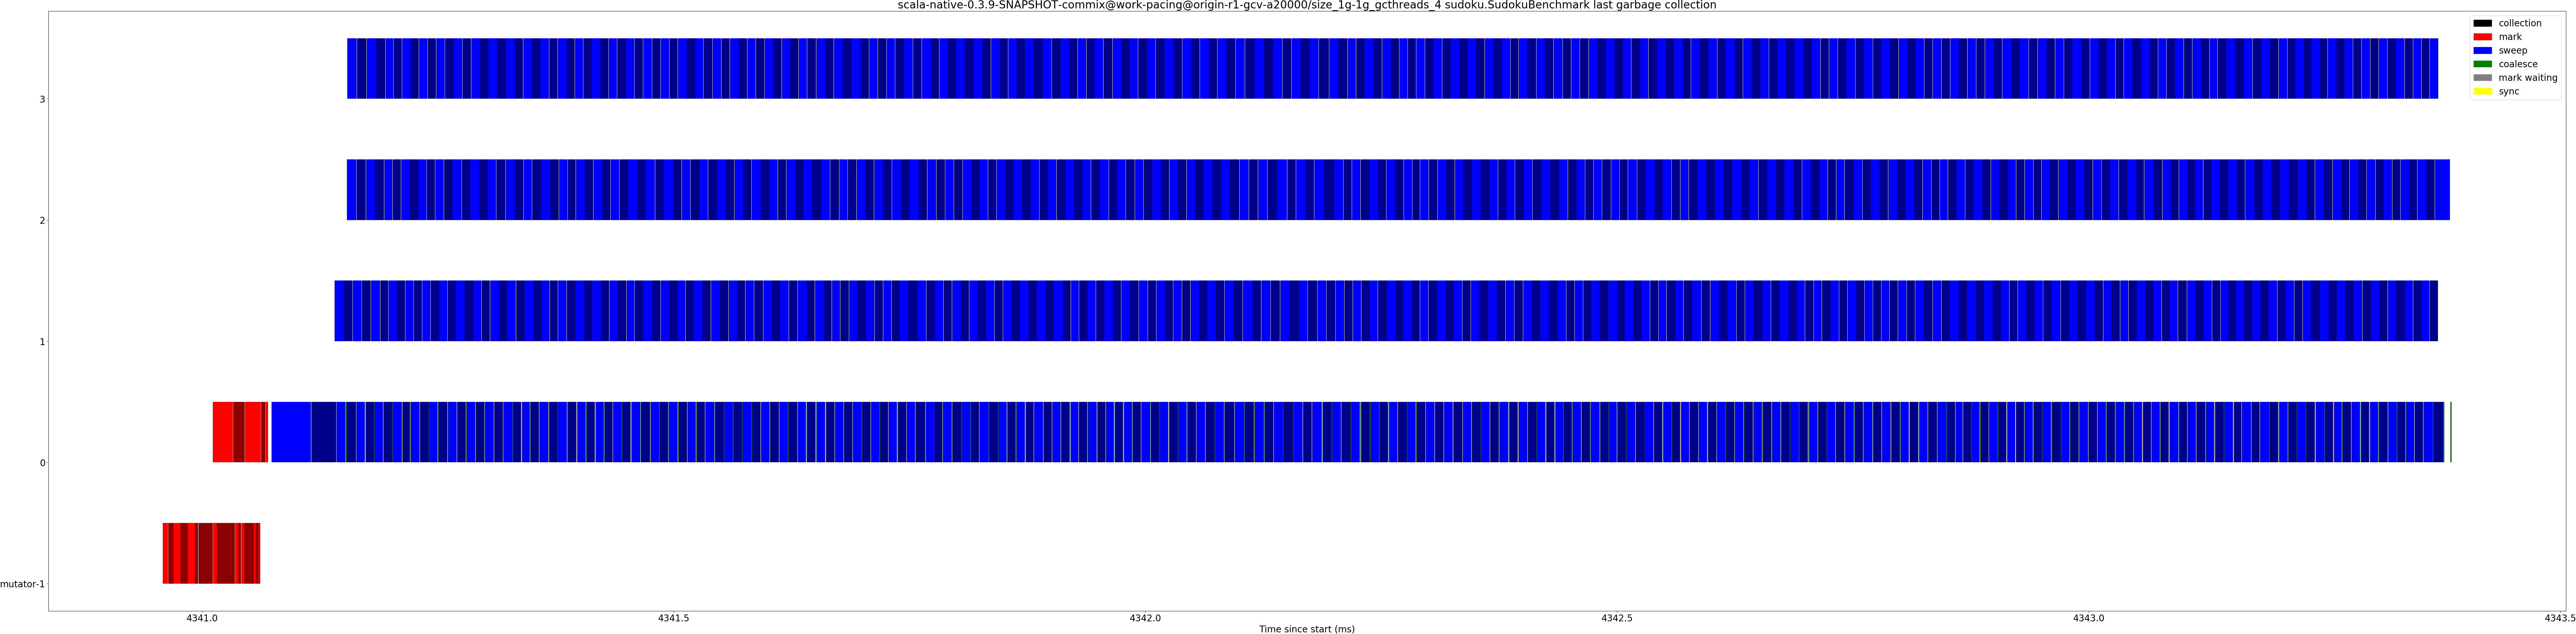 scala-native-0.3.9-SNAPSHOT-commix@work-pacing@origin-r1-gcv-a20000/size_1g-1g_gcthreads_4 sudoku.SudokuBenchmark last garbage collection
collection
mark
sweep
coalesce
mark waiting
sync
3
2
1
0
mutator-1
4341.0 4341.5 4342.0 4342.5 4343.0 4343.5
Time since start (ms)